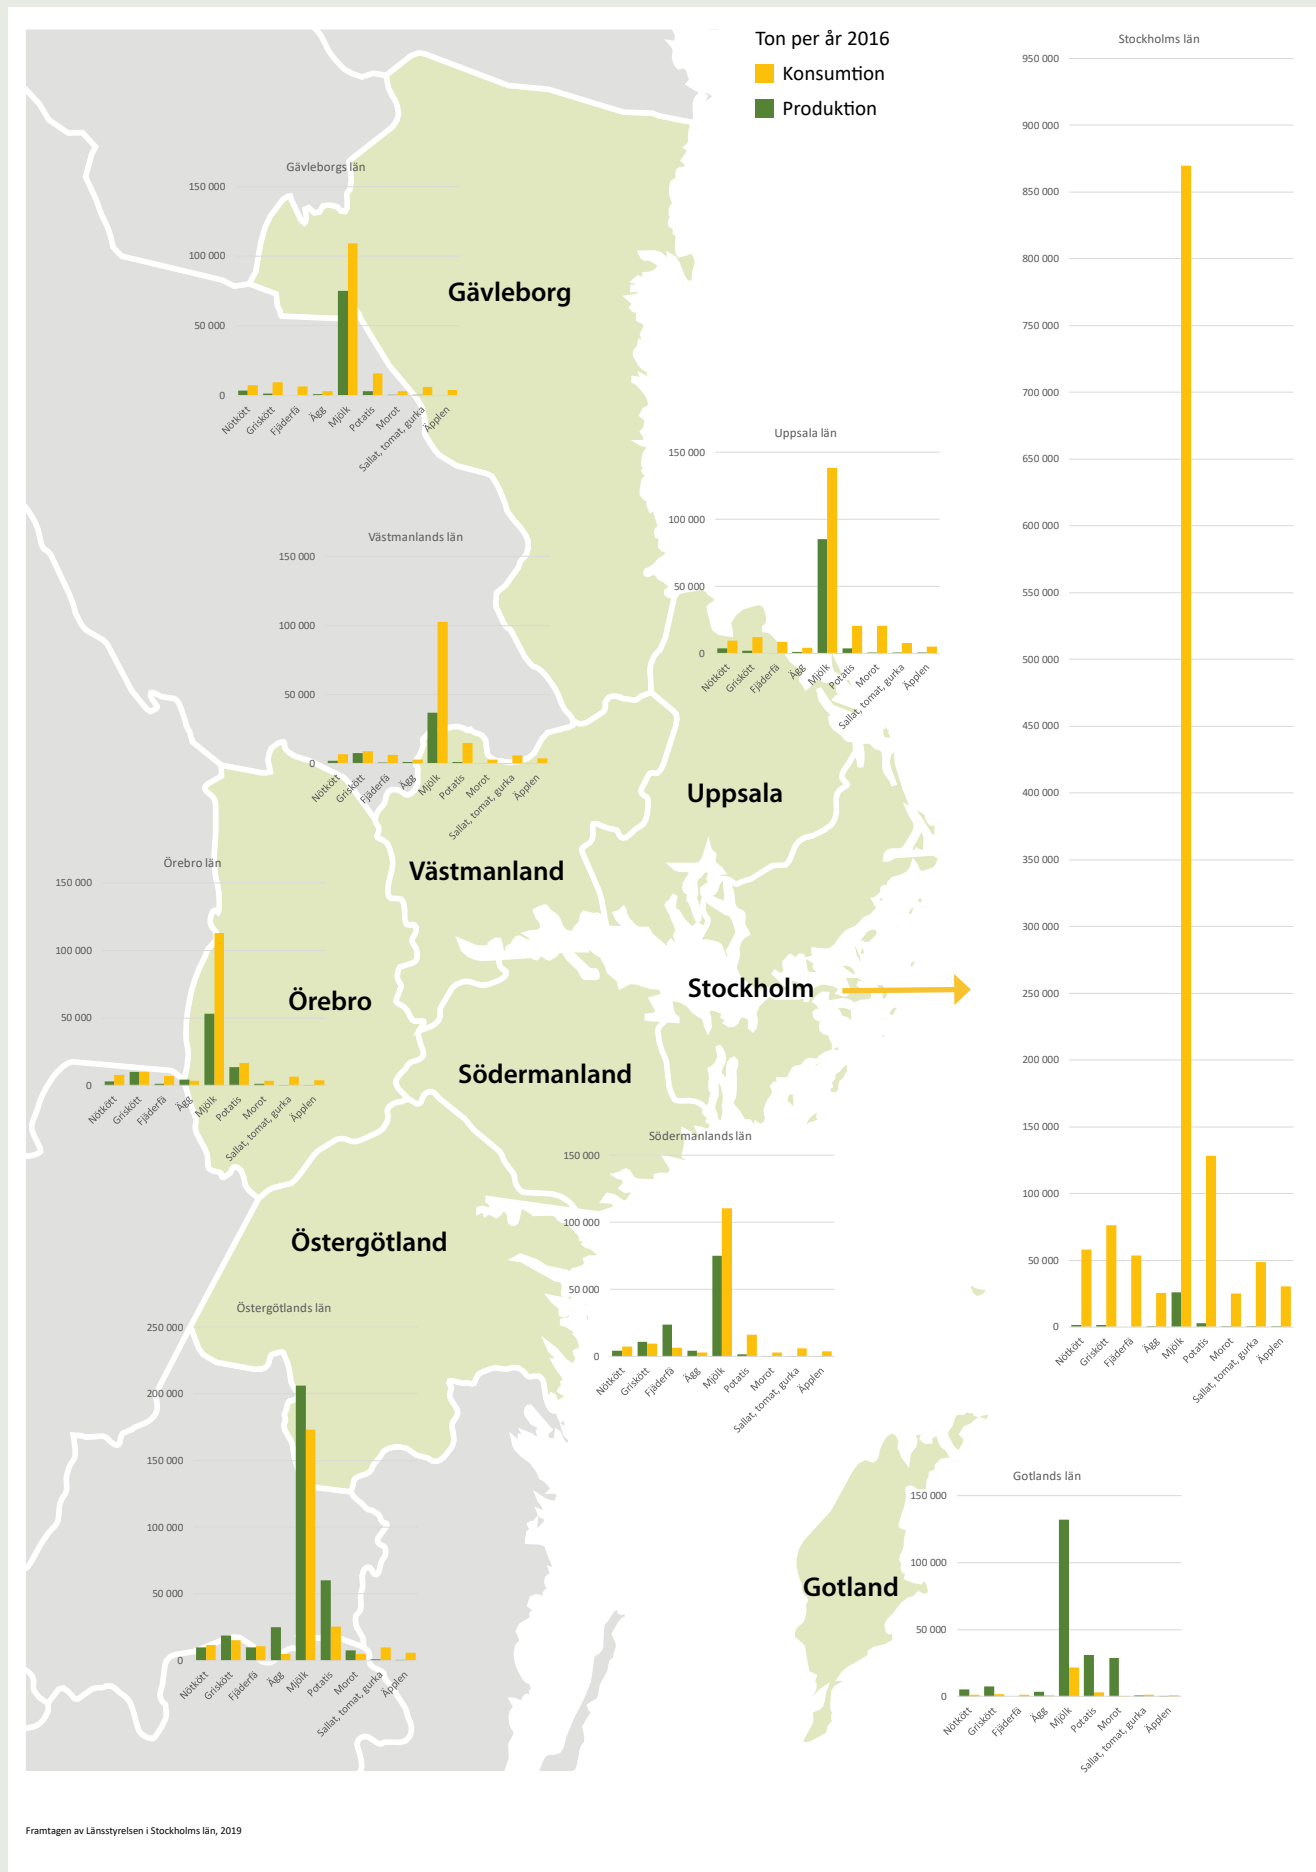 Ton per år 2016
Konsumtion
Produktion
Stockholms län
950 000
900 000
850 000
800 000
750 000
700 000
650 000
600 000
550 000
500 000
450 000
400 000
350 000
300 000
250 000
200 000
150 000
100 000
50 000
0
Nötkött
Griskött
Fjäderfä
Ägg
Mjölk
Potatis
Morot
Sallat, tomat, gurka
Äpplen
Gävleborgs län
150 000
100 000
50 000
0
Nötkött
Griskött
Fjäderfä
Ägg
Mjölk
Potatis
Morot
Sallat, tomat, gurka
Äpplen
Gävleborg
Uppsala län
150 000
100 000
50 000
0
Nötkött
Griskött
Fjäderfä
Ägg
Mjölk
Potatis
Morot
Sallat, tomat, gurka
Äpplen
Västmanlands län
150 000
100 000
50 000
0
Nötkött
Griskött
Fjäderfä
Ägg
Mjölk
Potatis
Morot
Sallat, tomat, gurka
Äpplen
Uppsala
Västmanland
Örebro län
150 000
100 000
50 000
0
Nötkött
Griskött
Fjäderfä
Ägg
Mjölk
Potatis
Morot
Sallat, tomat, gurka
Äpplen
Örebro
Stockholm
Södermanland
Södermanlands län
150 000
100 000
50 000
0
Nötkött
Griskött
Fjäderfä
Ägg
Mjölk
Potatis
Morot
Sallat, tomat, gurka
Äpplen
Östergötland
Östergötlands län
250 000
200 000
150 000
100 000
50 000
0
Nötkött
Griskött
Fjäderfä
Ägg
Mjölk
Potatis
Morot
Sallat, tomat, gurka
Äpplen
Gotlands län
150 000
100 000
50 000
0
Nötkött
Griskött
Fjäderfä
Ägg
Mjölk
Potatis
Morot
Sallat, tomat, gurka
Äpplen
Gotland
Framtagen av Länsstyrelsen i Stockholms län, 2019